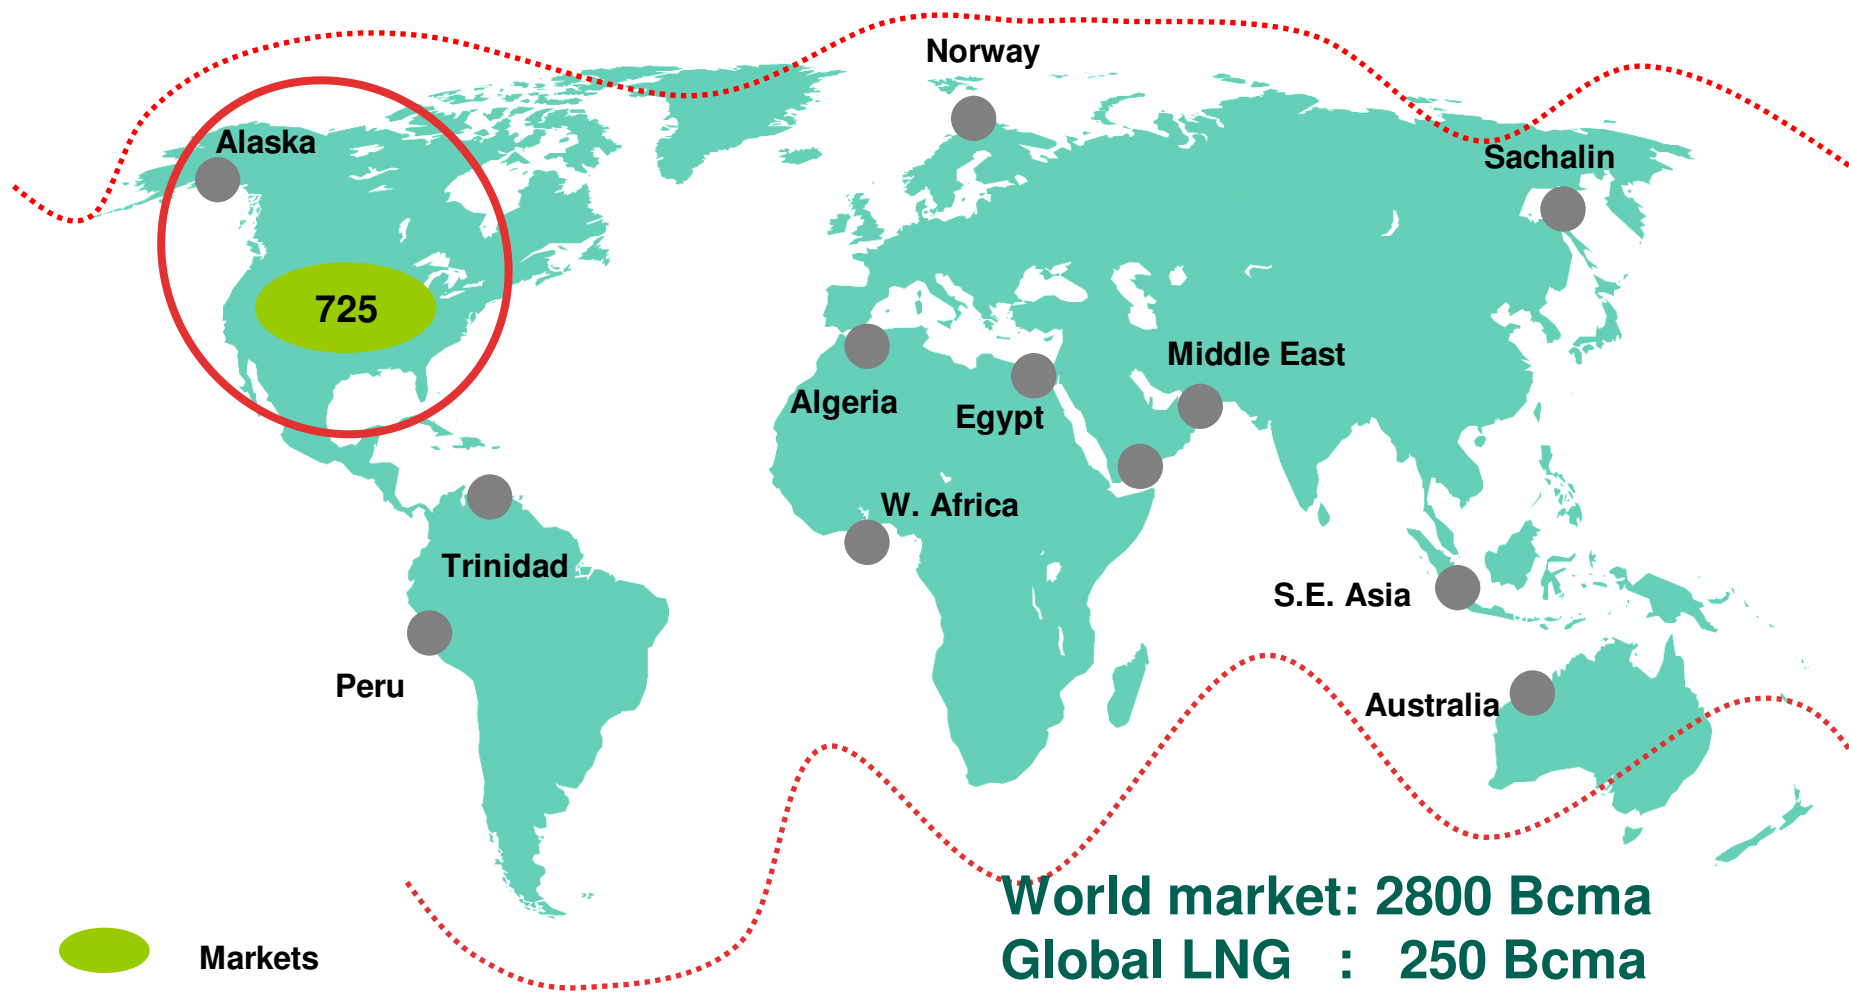 Norway
Alaska
Sachalin
725
Middle East
Algeria
Egypt
W. Africa
Trinidad
S.E. Asia
Peru
Australia
World market: 2800 Bcma
Markets
Global LNG : 250 Bcma